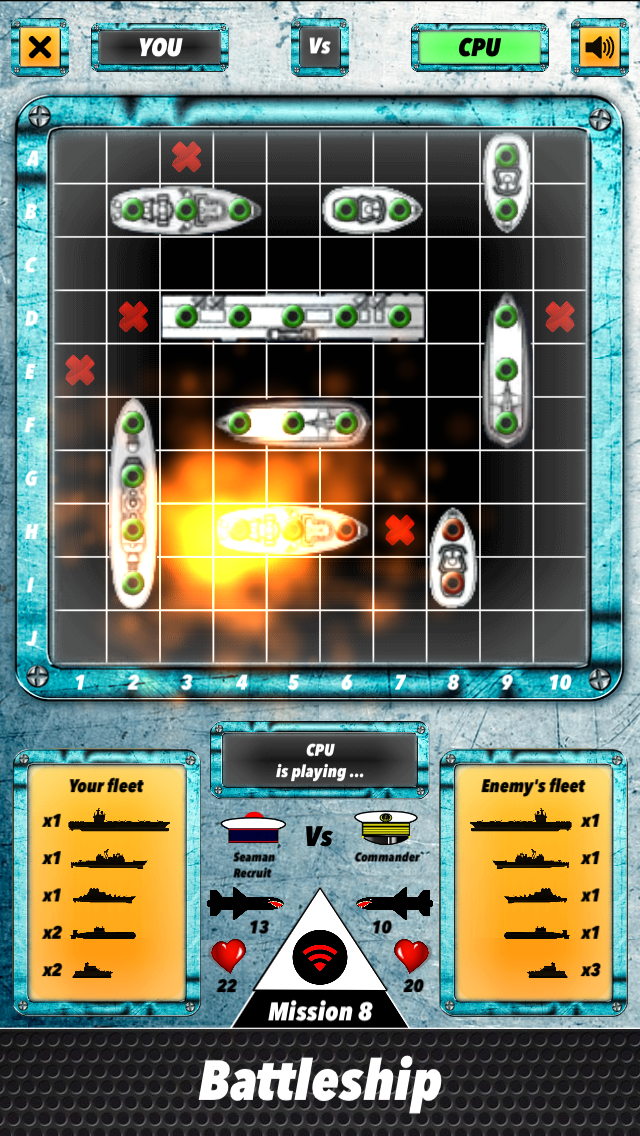 YOU
Vs
CPU
A
B
C
D
E
F
G
H
I
J
1 2 3 4 5 6 7 8 9 10
CPU
is playing ...
Your fleet
x1
x1
x1
x2
x2
Seaman
Recruit
Vs
Commander
13
10
22
20
Mission 8
Enemy's fleet
x1
x1
x1
x1
x3
Battleship